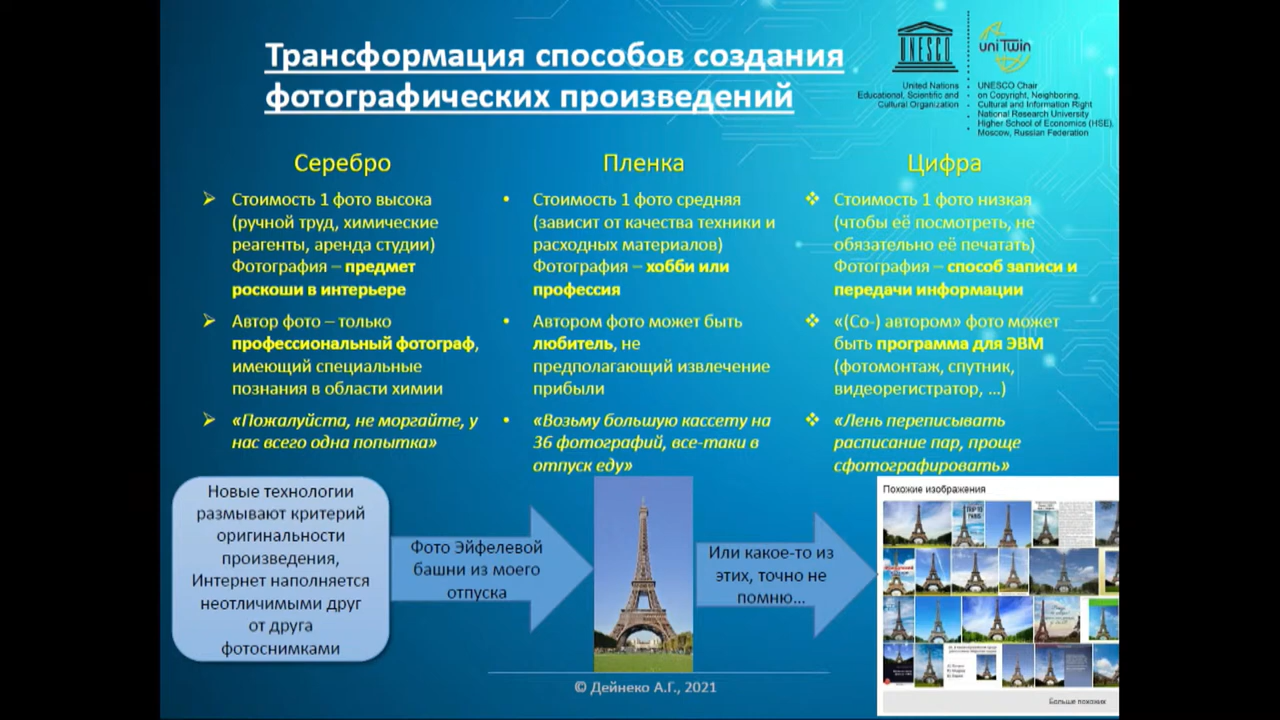 Трансформация способов создания
фотографических произведений
UNESCO
United Nations
Educational, Scientific and
Cultural Organization
uniTwin
UNESCO Chair
on Copyright, Neighboring,
Cultural and Information Right
National Research University
Higher School of Economics (HSE),
Moscow, Russian Federation
Серебро
Стоимость 1 фото высока
(ручной труд, химические
реагенты, аренда студии)
Фотография – предмет
роскоши в интерьере
Автор фото – только
профессиональный фотограф,
имеющий специальные
познания в области химии
«Пожалуйста, не моргайте, у
нас всего одна попытка»
Пленка
Стоимость 1 фото средняя
(зависит от качества техники и
расходных материалов)
Фотография – хобби или
профессия
Автором фото может быть
любитель, не
предполагающий извлечение
прибыли
«Возьму большую кассету на
36 фотографий, все-таки в
отпуск еду»
Цифра
Стоимость 1 фото низкая
(чтобы её посмотреть, не
обязательно её печатать)
Фотография – способ записи и
передачи информации
«(Со-) автором» фото может
быть программа для ЭВМ
(фотомонтаж, спутник,
видеорегистратор, ...)
«Лень переписывать
расписание пар, проще
сфотографировать»
Новые технологии
размывают критерий
оригинальности
произведения,
Интернет наполняется
неотличимыми друг
от друга
фотоснимками
Фото Эйфелевой
башни из моего
отпуска
Или какое-то из
этих, точно не
помню...
Похожие изображения
Больше похожих
© Дейнеко А.Г., 2021